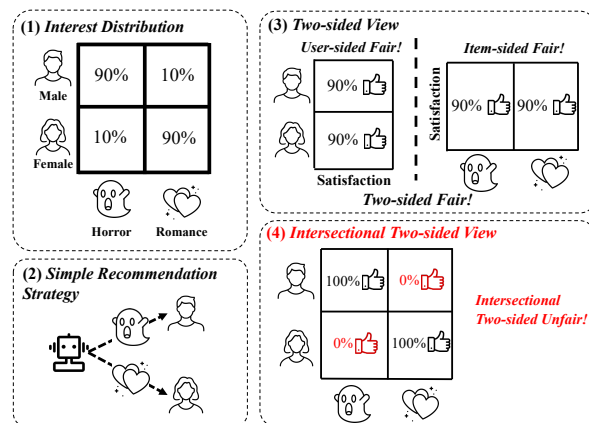 (1) Interest Distribution
90% 10%
Male
10% 90%
Female
Horror Romance
(2) Simple Recommendation
Strategy
(3) Two-sided View
User-sided Fair!
90%
90%
Satisfaction
Item-sided Fair!
Satisfaction
90% 90%
Two-sided Fair!
(4) Intersectional Two-sided View
100% 0%
0% 100%
Intersectional
Two-sided Unfair!